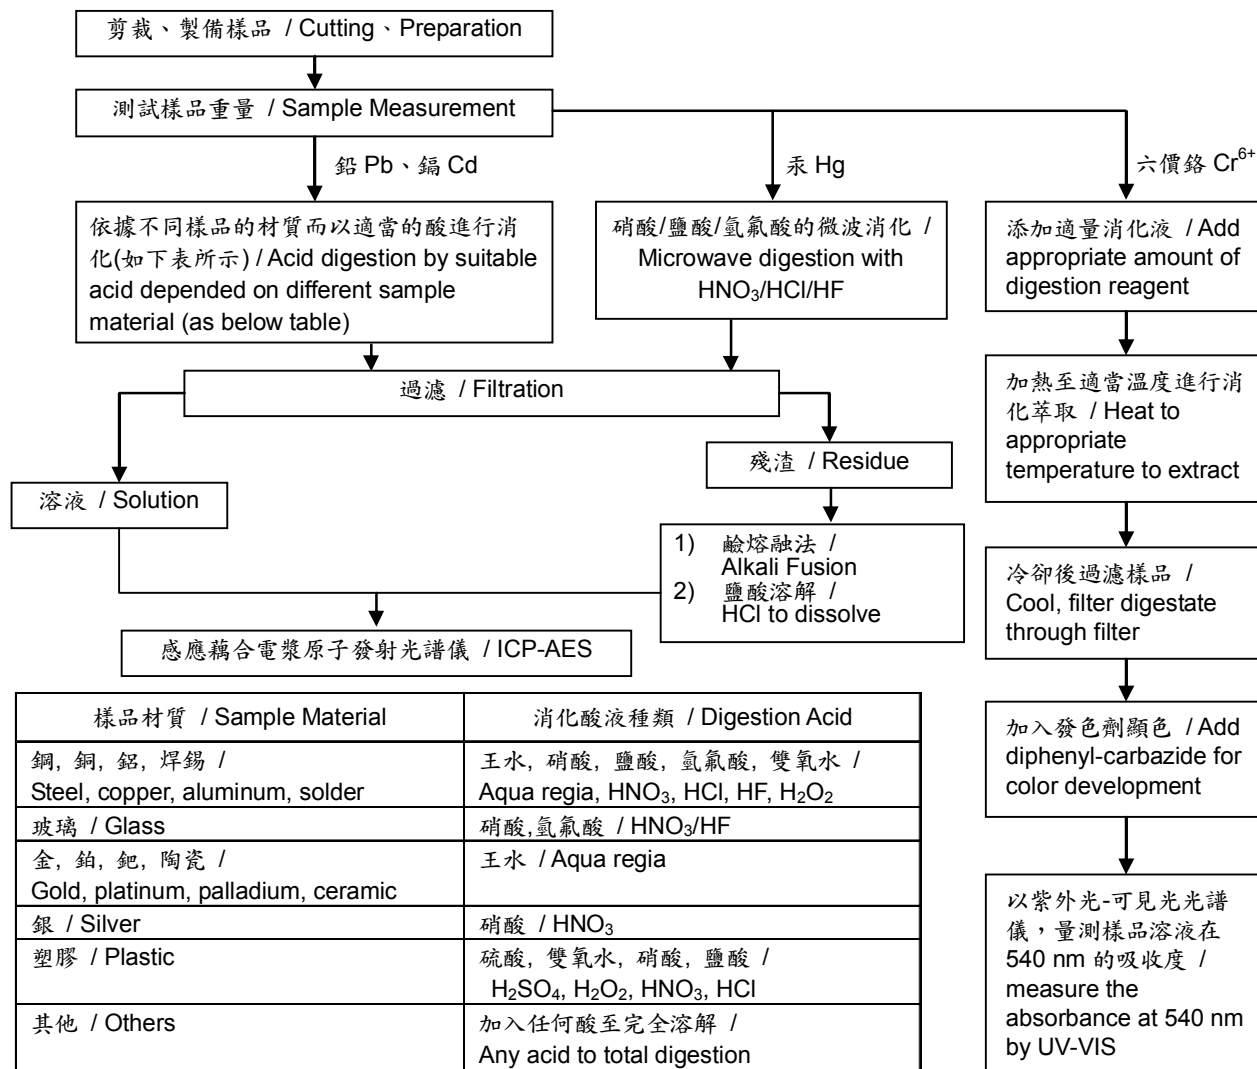 剪裁、製備樣品 / Cutting、Preparation
測試樣品重量 / Sample Measurement
鉛 Pb、鎘 Cd
汞 Hg
六價鉻 Cr⁶⁺
依據不同樣品的材質而以適當的酸進行消
化(如下表所示) / Acid digestion by suitable
acid depended on different sample
material (as below table)
硝酸/鹽酸/氫氟酸的微波消化 /
Microwave digestion with
HNO₃/HCl/HF
添加適量消化液 / Add
appropriate amount of
digestion reagent
過濾 / Filtration
加熱至適當溫度進行消
化萃取 / Heat to
appropriate
temperature to extract
溶液 / Solution
殘渣 / Residue
1) 鹼熔融法 /
Alkali Fusion
2) 鹽酸溶解 /
HCl to dissolve
冷卻後過濾樣品 /
Cool, filter digestate
through filter
感應藕合電漿原子發射光譜儀 / ICP-AES
加入發色劑顯色 / Add
diphenyl-carbazide for
color development
以紫外光-可見光光譜
儀，量測樣品溶液在
540 nm 的吸收度 /
measure the
absorbance at 540 nm
by UV-VIS
樣品材質 / Sample Material
消化酸液種類 / Digestion Acid
鋼, 銅, 鋁, 焊錫 /
Steel, copper, aluminum, solder
王水, 硝酸, 鹽酸, 氫氟酸, 雙氧水 /
Aqua regia, HNO₃, HCl, HF, H₂O₂
玻璃 / Glass
硝酸,氫氟酸 / HNO₃/HF
金, 鉑, 鈀, 陶瓷 /
Gold, platinum, palladium, ceramic
王水 / Aqua regia
銀 / Silver
硝酸 / HNO₃
塑膠 / Plastic
硫酸, 雙氧水, 硝酸, 鹽酸 /
H₂SO₄, H₂O₂, HNO₃, HCl
其他 / Others
加入任何酸至完全溶解 /
Any acid to total digestion